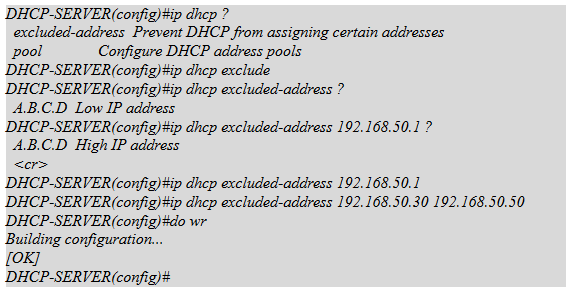 DHCP-SERVER(config)#ip dhcp ?
excluded-address Prevent DHCP from assigning certain addresses
pool Configure DHCP address pools
DHCP-SERVER(config)#ip dhcp exclude
DHCP-SERVER(config)#ip dhcp excluded-address ?
A.B.C.D Low IP address
DHCP-SERVER(config)#ip dhcp excluded-address 192.168.50.1 ?
A.B.C.D High IP address
<cr>
DHCP-SERVER(config)#ip dhcp excluded-address 192.168.50.1
DHCP-SERVER(config)#ip dhcp excluded-address 192.168.50.30 192.168.50.50
DHCP-SERVER(config)#do wr
Building configuration...
[OK]
DHCP-SERVER(config)#